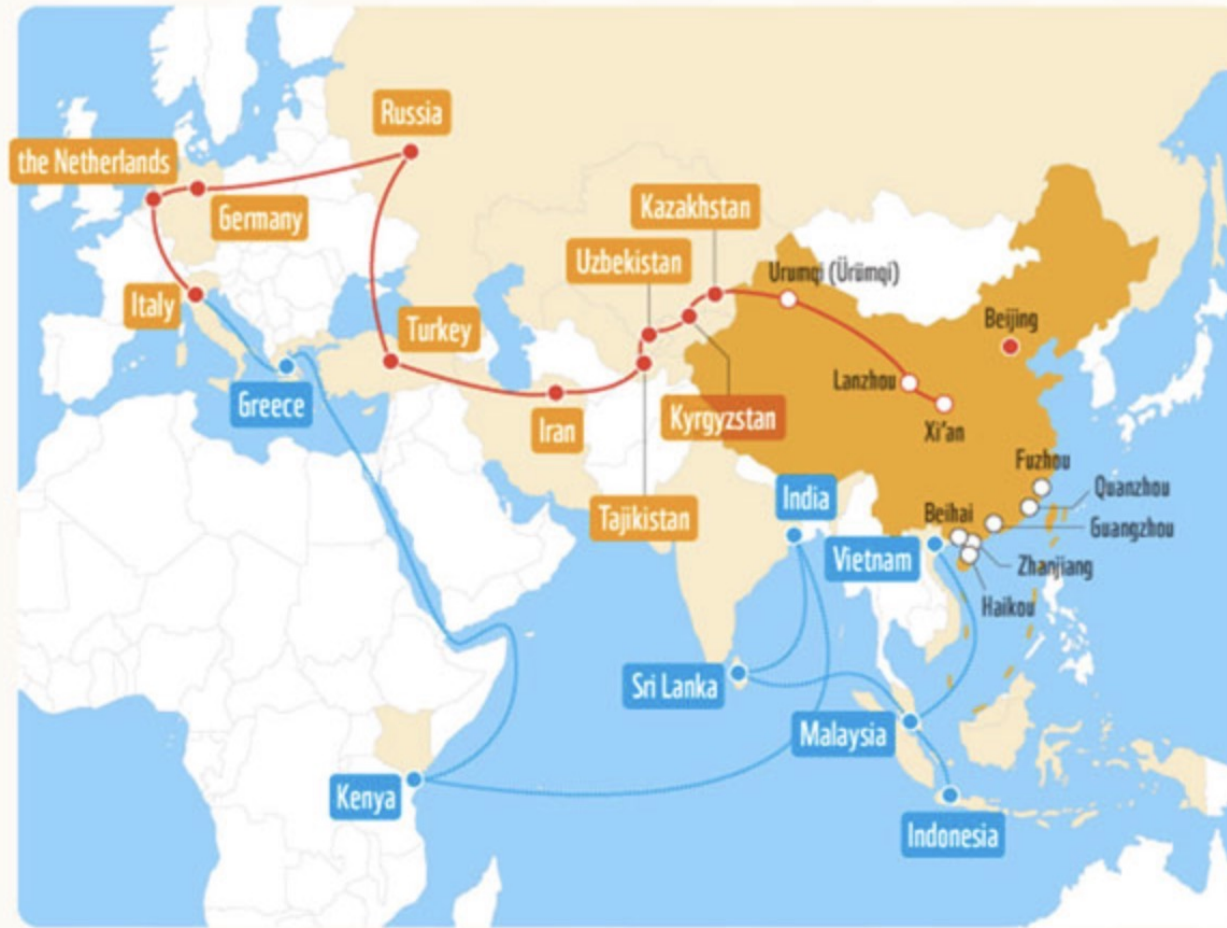 Russia
the Netherlands
Germany
Kazakhstan
Uzbekistan
Urumqi (Ürümqi)
Italy
Turkey
Beijing
Lanzhou
Greece
Iran
Kyrgyzstan
Xi'an
Fuzhou
India
Quanzhou
Tajikistan
Beihai
Guangzhou
Vietnam
Zhanjiang
Haikou
Sri Lanka
Malaysia
Kenya
Indonesia